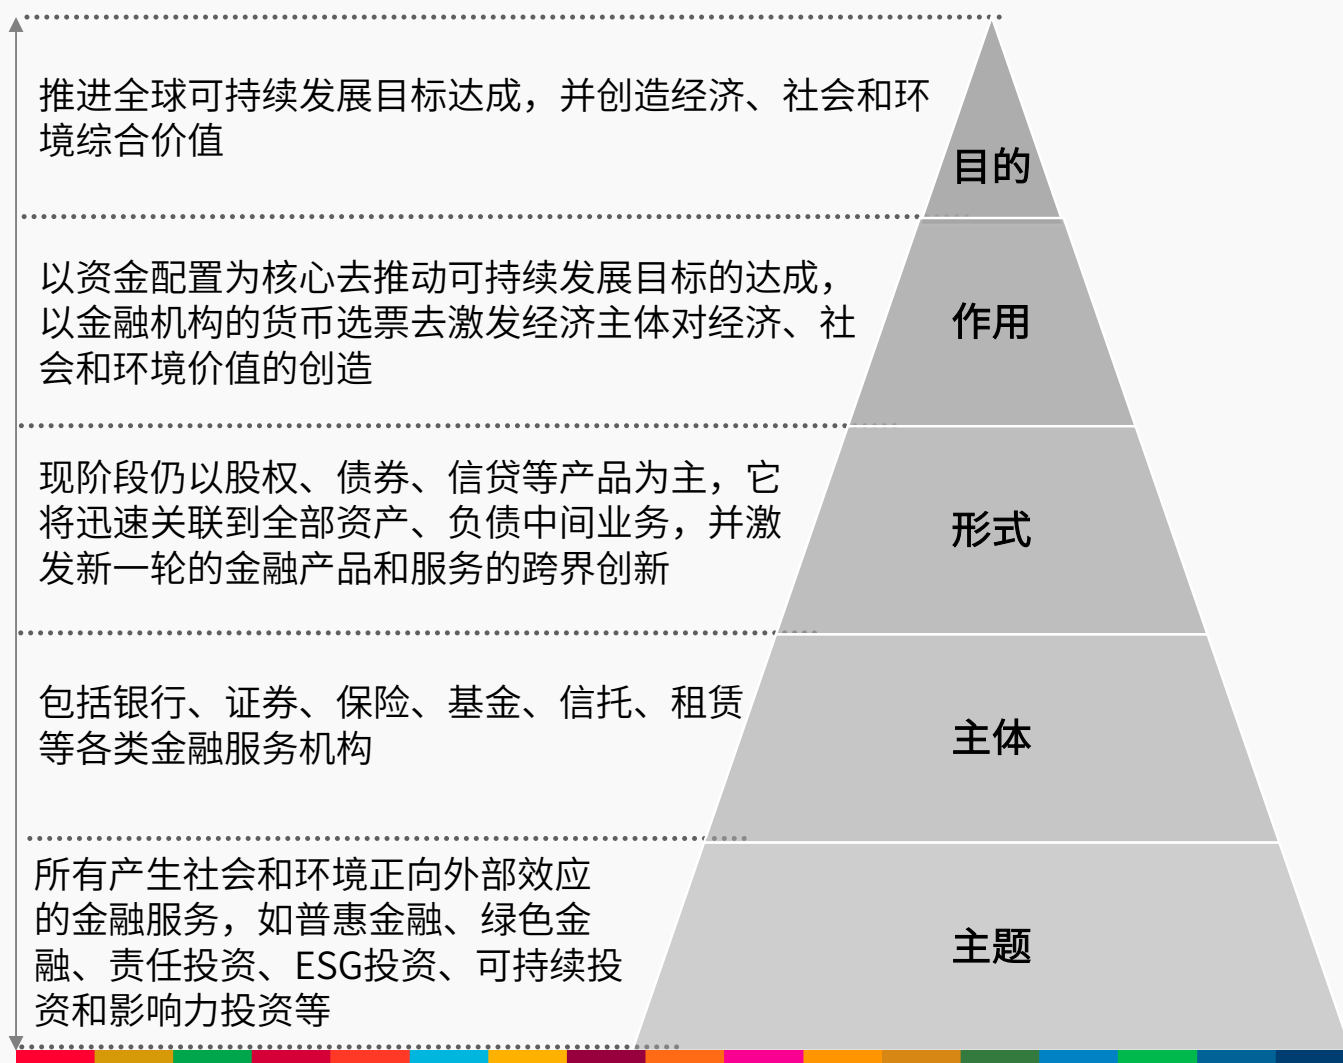 推进全球可持续发展目标达成，并创造经济、社会和环
境综合价值
目的
以资金配置为核心去推动可持续发展目标的达成，
以金融机构的货币选票去激发经济主体对经济、社
会和环境价值的创造
作用
现阶段仍以股权、债券、信贷等产品为主，它
将迅速关联到全部资产、负债中间业务，并激
发新一轮的金融产品和服务的跨界创新
形式
包括银行、证券、保险、基金、信托、租赁
等各类金融服务机构
主体
所有产生社会和环境正向外部效应
的金融服务，如普惠金融、绿色金
融、责任投资、ESG投资、可持续投
资和影响力投资等
主题